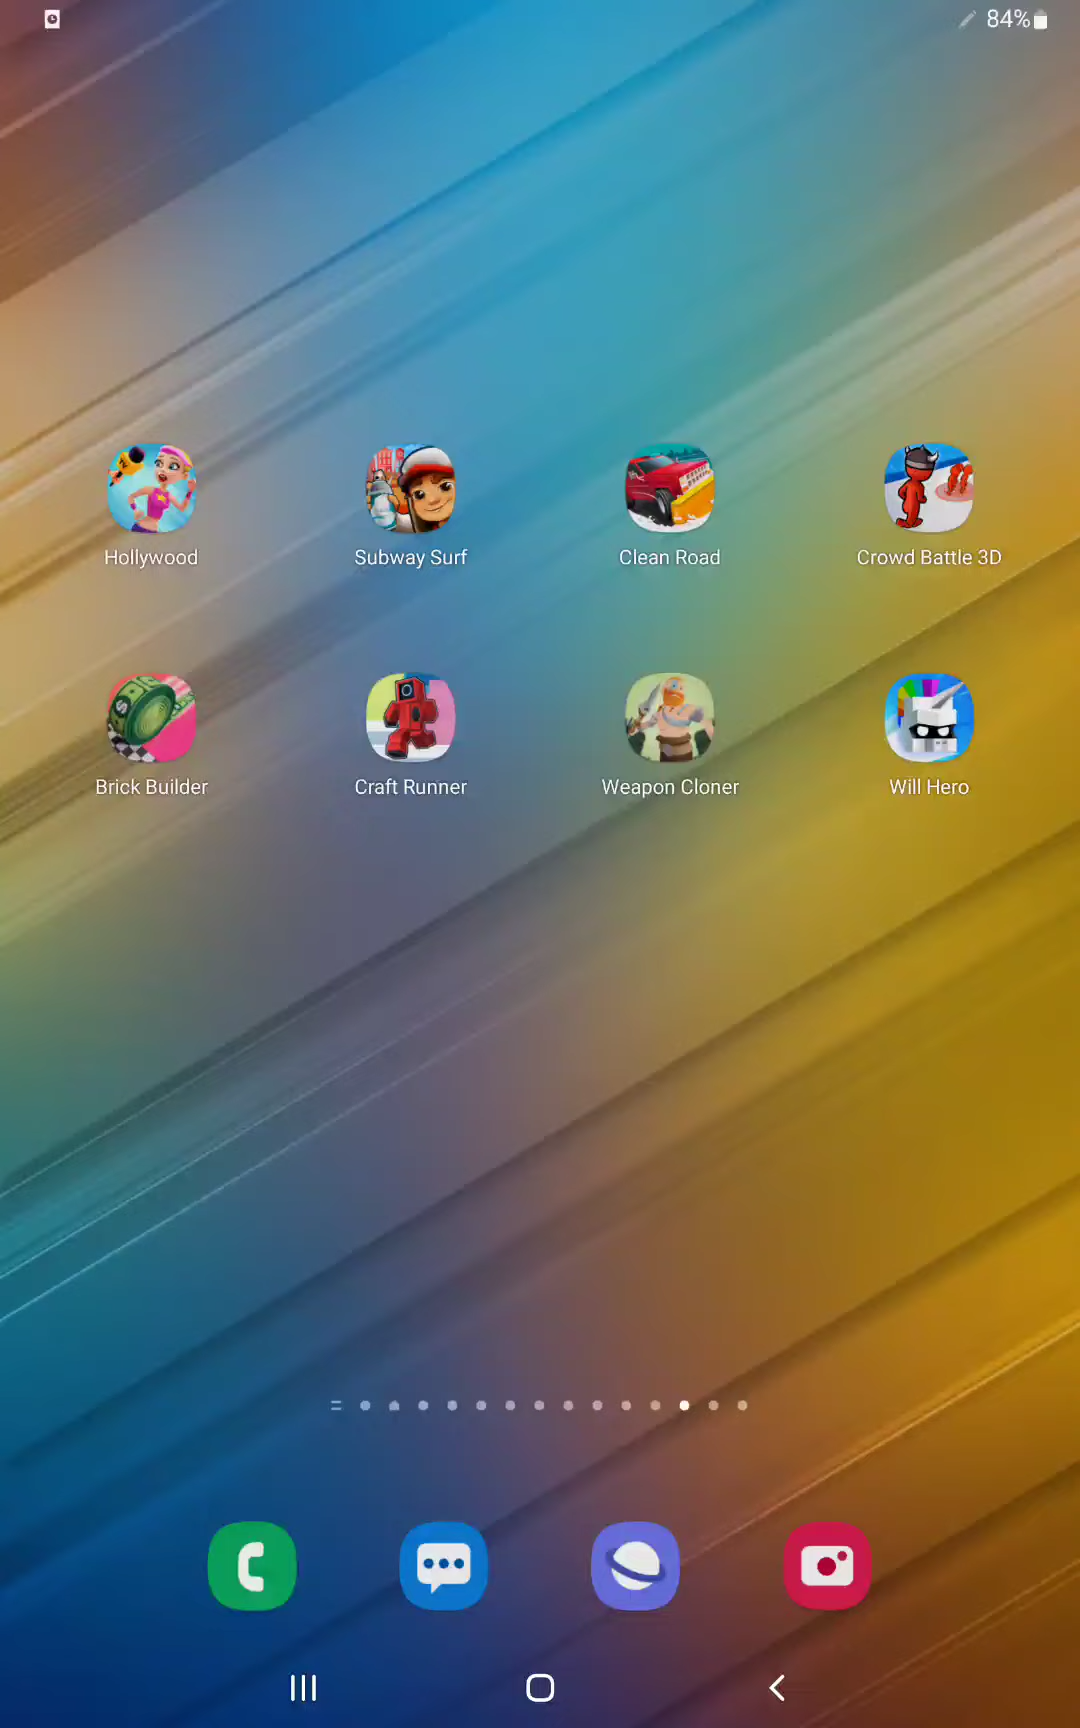 84%
Hollywood
Subway Surf
Clean Road
Crowd Battle 3D
Brick Builder
Craft Runner
Weapon Cloner
Will Hero